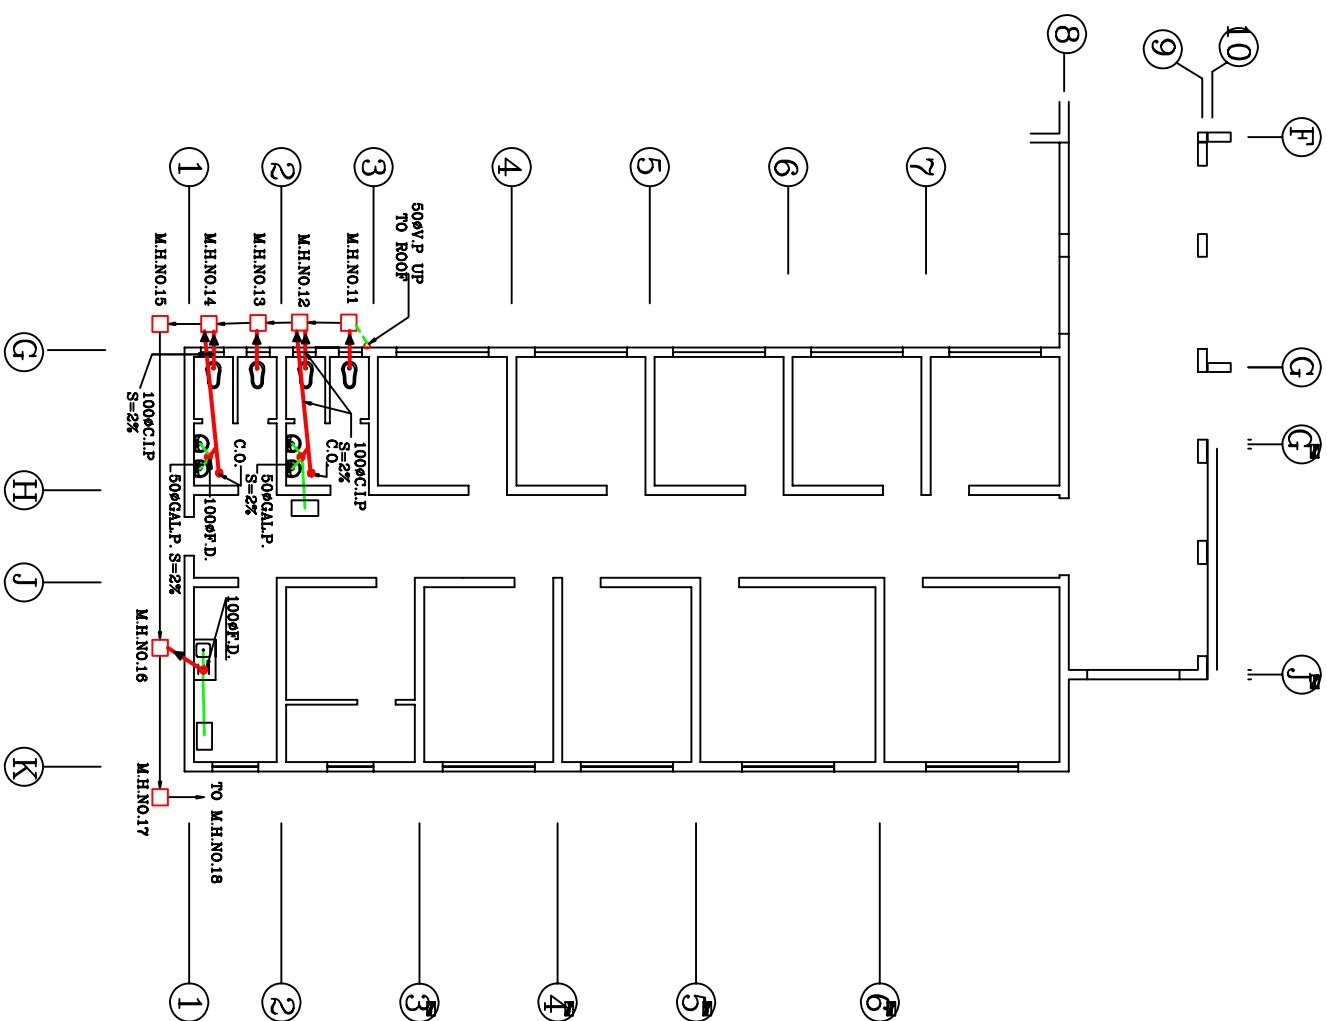 10
9
8
F
1
2
3
4
5
6
7
50øV.P UP
TO ROOF
M.H.NO.15
M.H.NO.14
M.H.NO.13
M.H.NO.12
M.H.NO.11
G
G
G
100øC.I.P
S=2%
C.O.
C.O.
100øC.I.P
S=2%
50øGAL.P.
S=2%
50øGAL.P. S=2%
100øF.D.
H
J
100øF.D.
M.H.NO.16
J
K
M.H.NO.17
TO M.H.NO.18
1
2
3
4
5
6